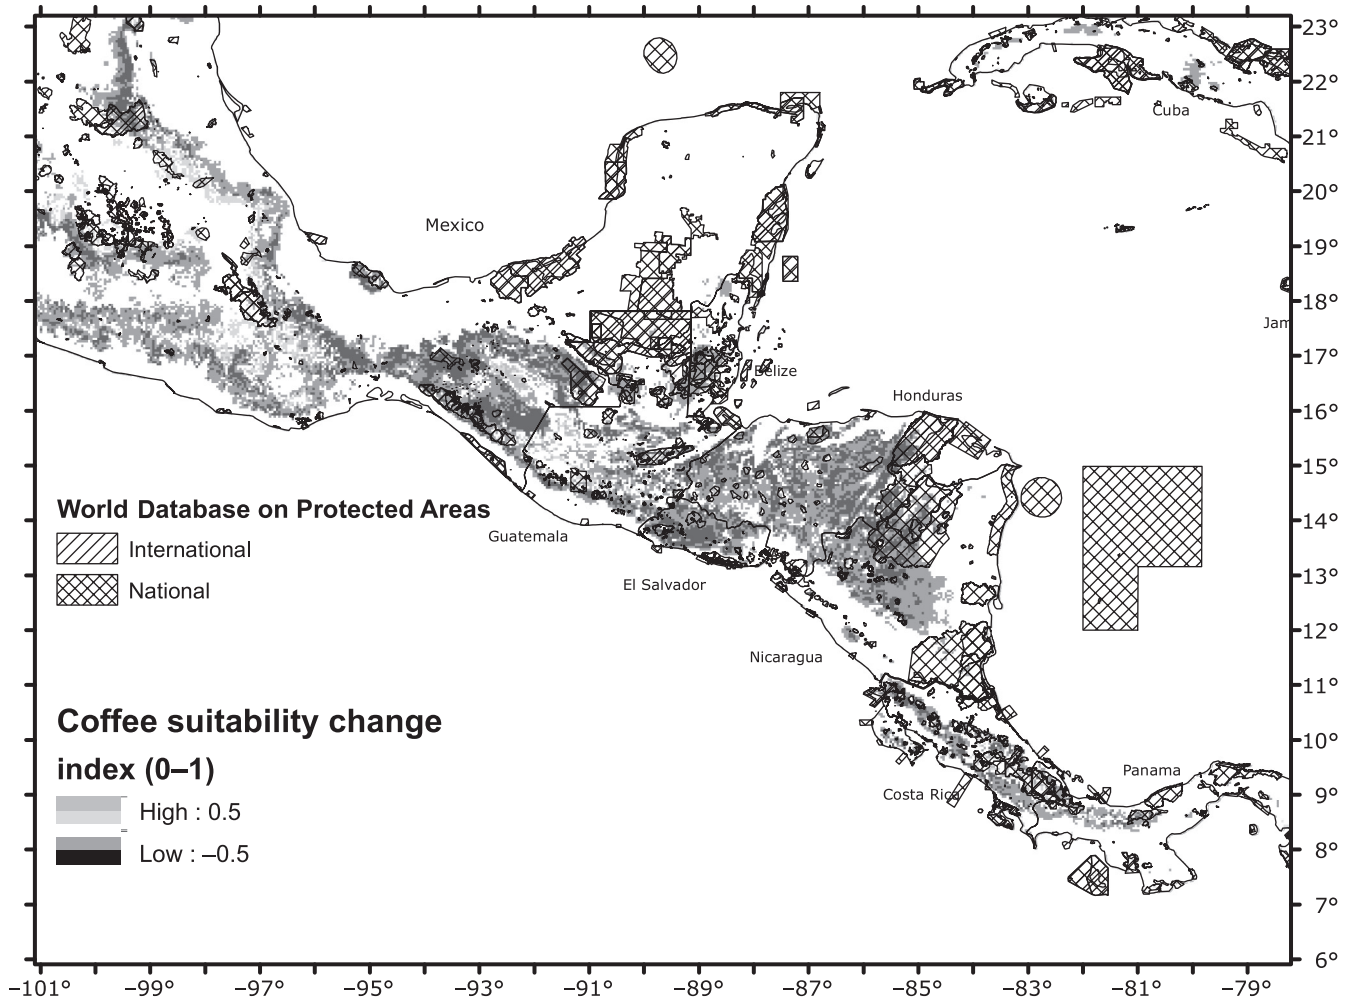 23°
22°
Cuba
21°
20°
Mexico
19°
18°
Jam
17°
Belize
Honduras
16°
15°
World Database on Protected Areas
14°
Guatemala
International
El Salvador
13°
National
12°
Nicaragua
11°
Coffee suitability change
index (0–1)
10°
Panama
Costa Rica
9°
High : 0.5
Low : –0.5
8°
7°
6°
–101° –99° –97° –95° –93° –91° –89° –87° –85° –83° –81° –79°